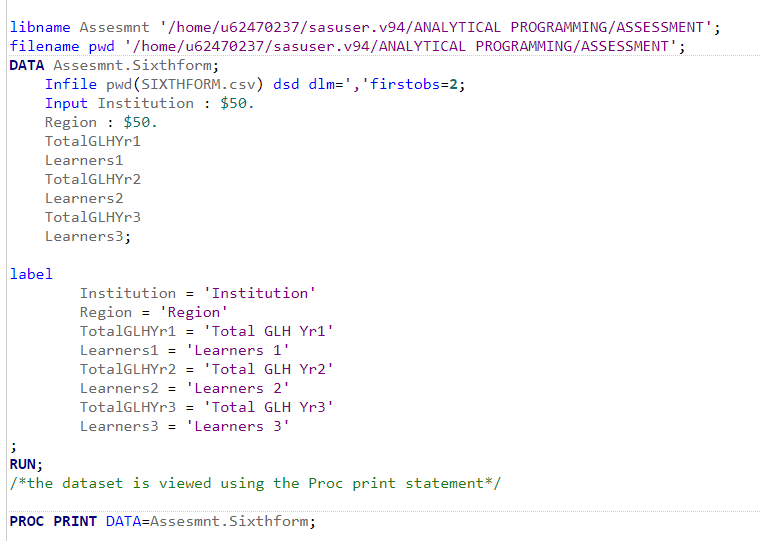 libname Assesmnt '/home/u62470237/sasuser.v94/ANALYTICAL PROGRAMMING/ASSESSMENT';
filename pwd '/home/u62470237/sasuser.v94/ANALYTICAL PROGRAMMING/ASSESSMENT';
DATA Assesmnt.Sixthform;
    Infile pwd(SIXTHFORM.csv) dsd dlm=','firstobs=2;
    Input Institution : $50.
    Region : $50.
    TotalGLHYr1
    Learners1
    TotalGLHYr2
    Learners2
    TotalGLHYr3
    Learners3;

label
        Institution = 'Institution'
        Region = 'Region'
        TotalGLHYr1 = 'Total GLH Yr1'
        Learners1 = 'Learners 1'
        TotalGLHYr2 = 'Total GLH Yr2'
        Learners2 = 'Learners 2'
        TotalGLHYr3 = 'Total GLH Yr3'
        Learners3 = 'Learners 3'
;
RUN;
/*the dataset is viewed using the Proc print statement*/

PROC PRINT DATA=Assesmnt.Sixthform;